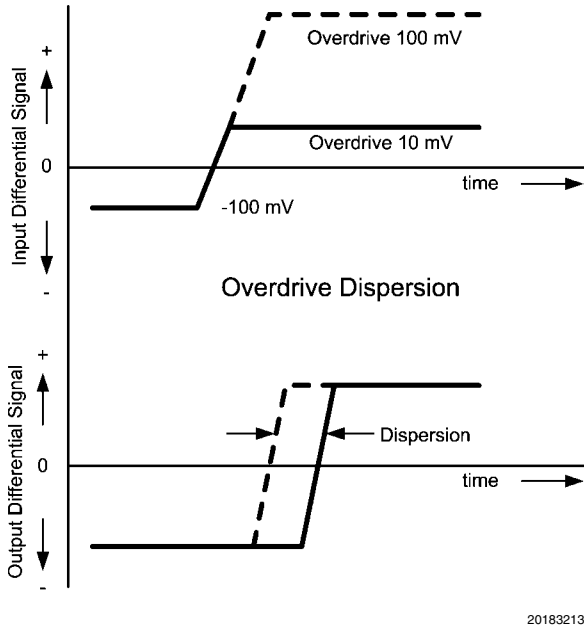 Input Differential Signal
+
0
-
Overdrive 100 mV
Overdrive 10 mV
time
-100 mV
Overdrive Dispersion
Output Differential Signal
+
0
-
Dispersion
time
20183213